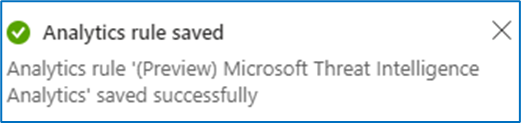 Analytics rule saved
Analytics rule '(Preview) Microsoft Threat Intelligence
Analytics' saved successfully